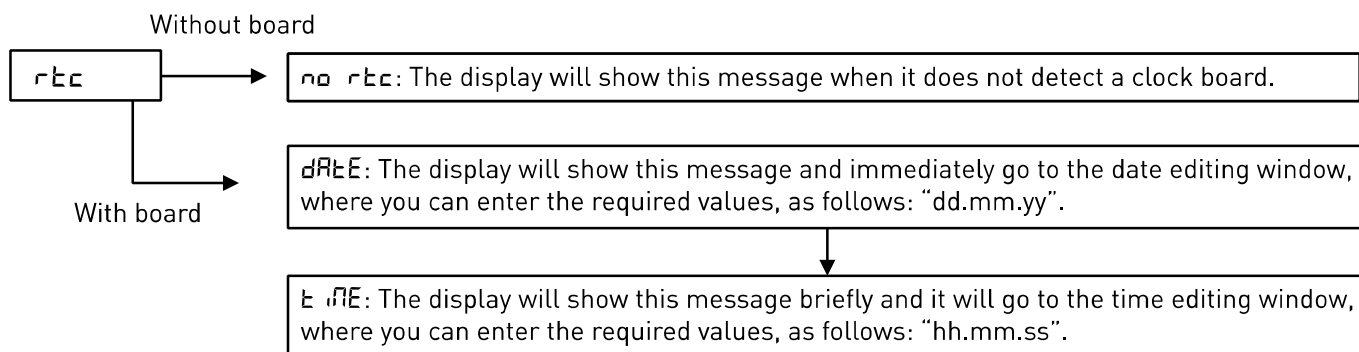 Without board
rtc
no rtc: The display will show this message when it does not detect a clock board.
dAtE: The display will show this message and immediately go to the date editing window,
where you can enter the required values, as follows: “dd.mm.yy”.
With board
t iME: The display will show this message briefly and it will go to the time editing window,
where you can enter the required values, as follows: “hh.mm.ss”.